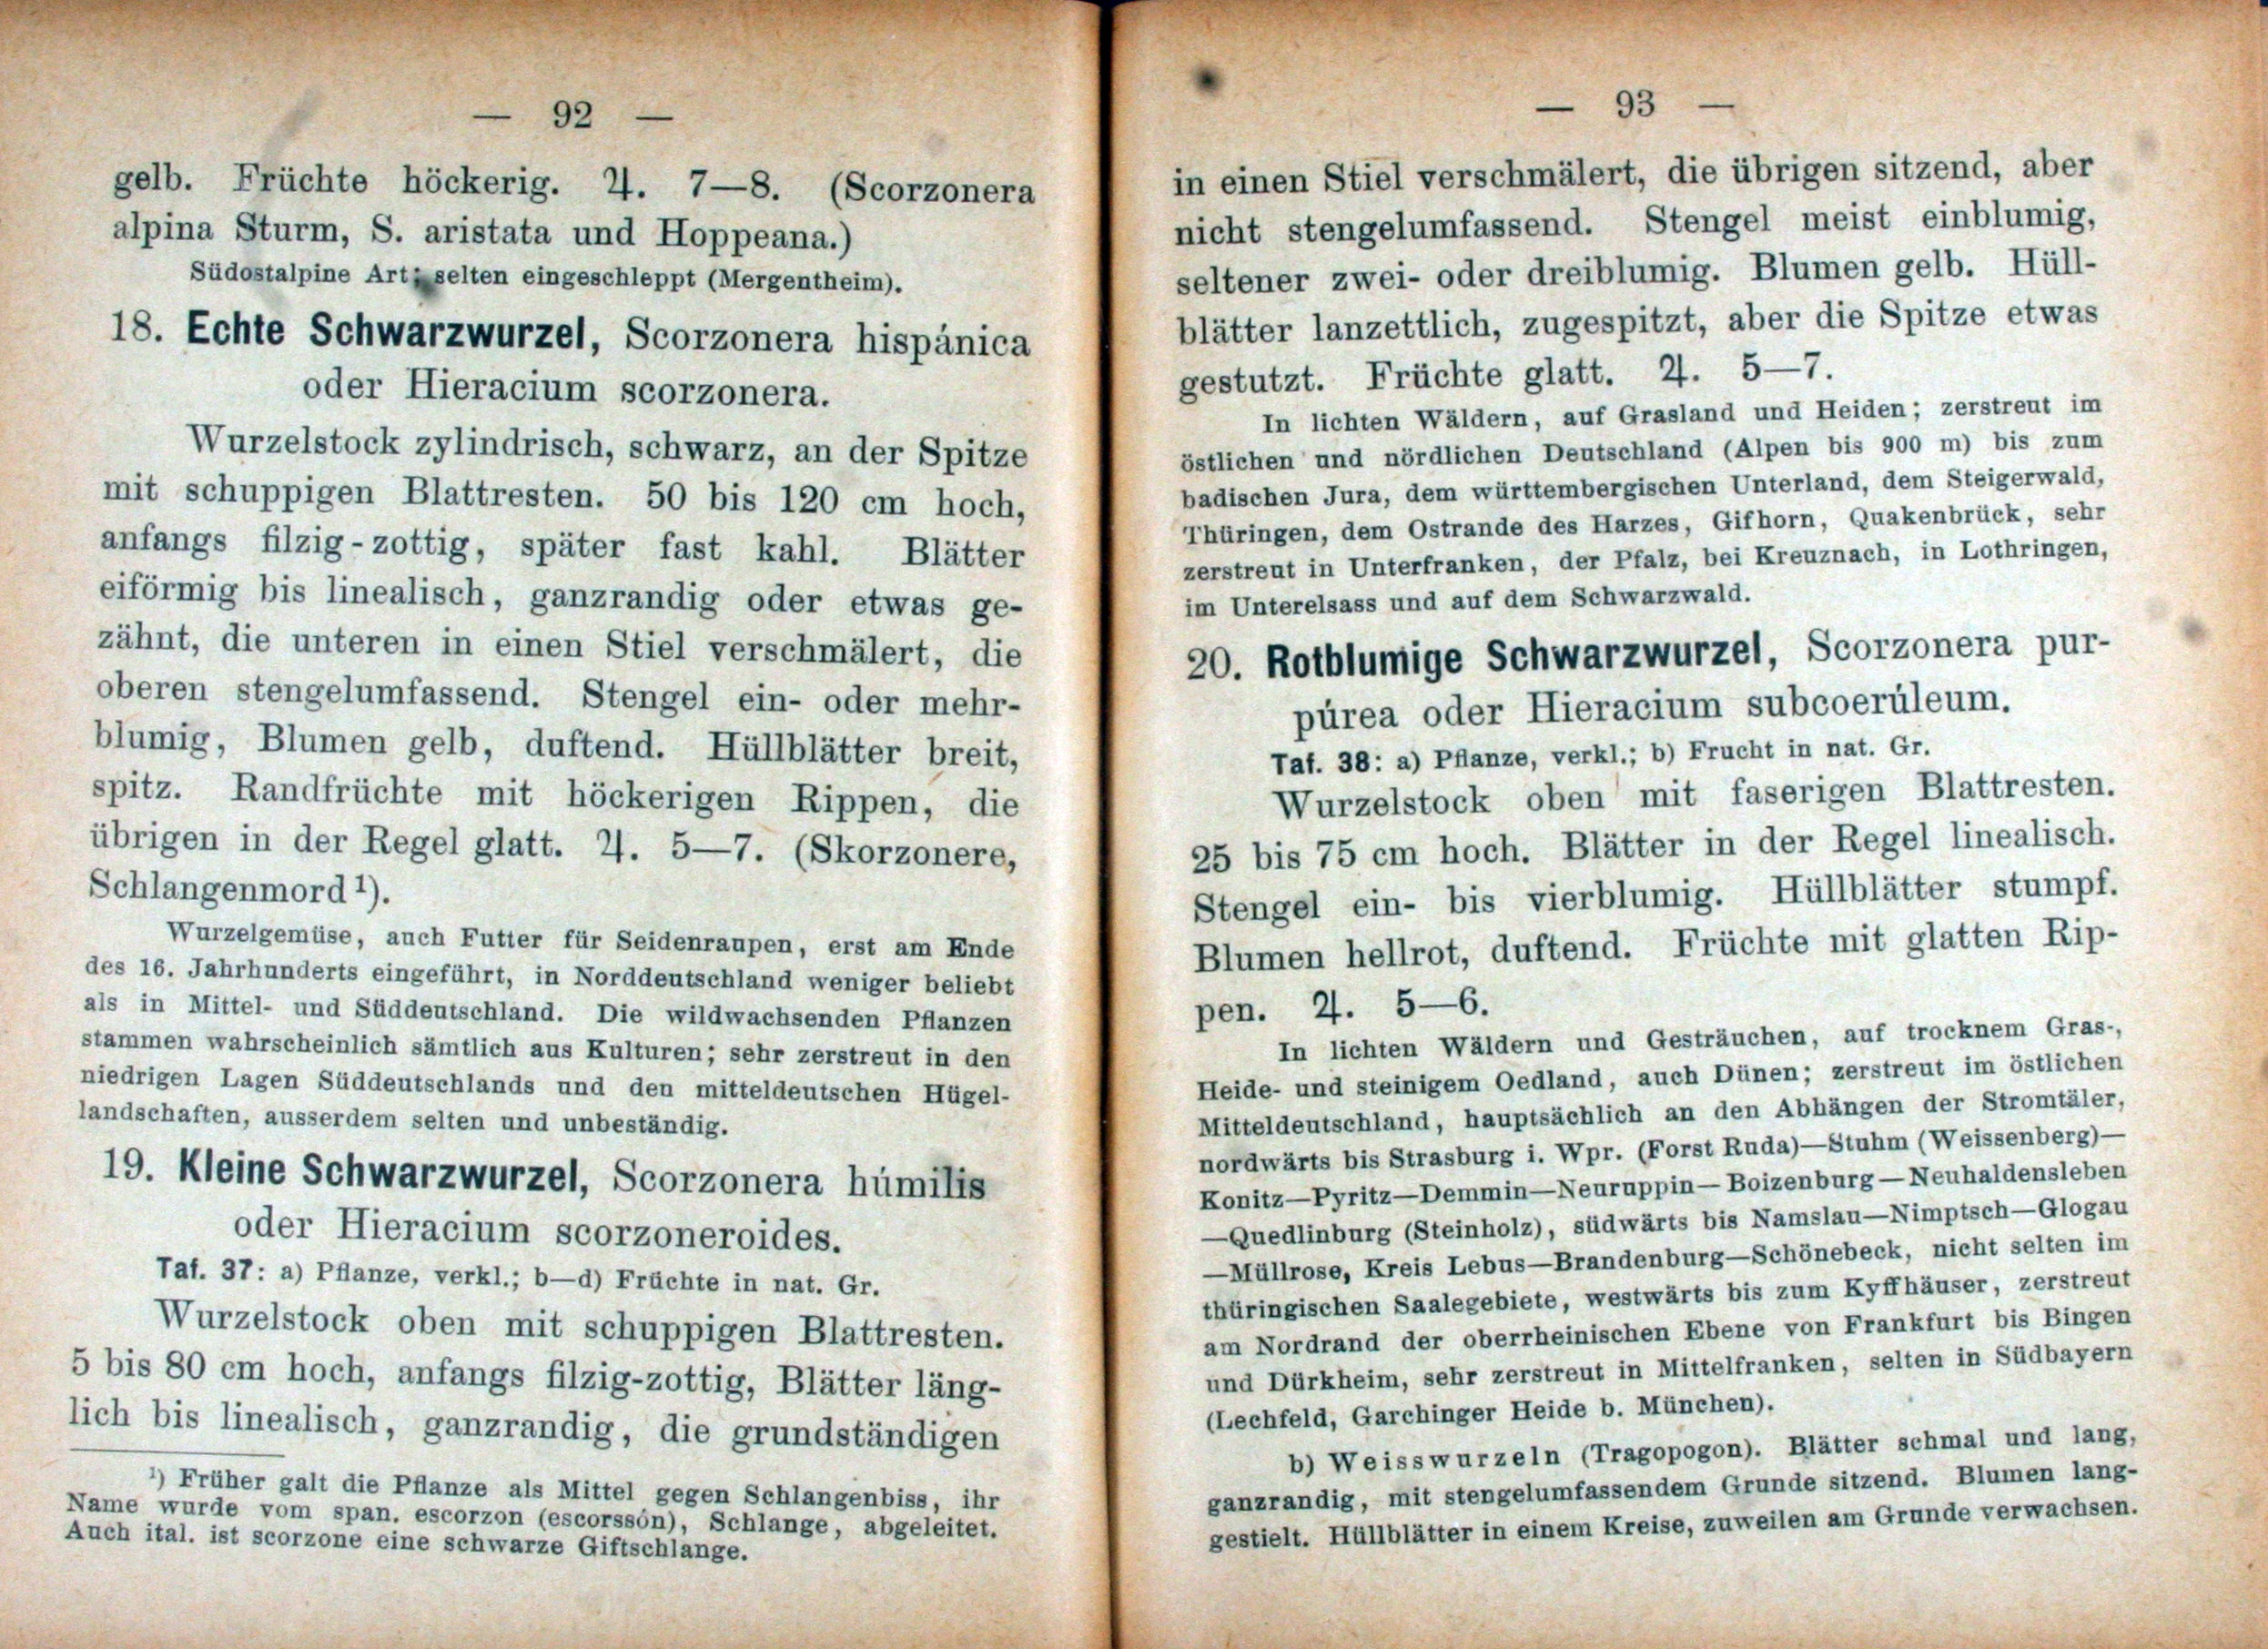 — 92 —
gelb. Früchte höckerig. ♃. 7—8. (Scorzonera
alpina Sturm, S. aristata und Hoppeana.)
Südostalpine Art; selten eingeschleppt (Mergentheim).
18. Echte Schwarzwurzel, Scorzonera hispánica
oder Hieracium scorzonera.
Wurzelstock zylindrisch, schwarz, an der Spitze
mit schuppigen Blattresten. 50 bis 120 cm hoch,
anfangs filzig-zottig, später fast kahl. Blätter
eiförmig bis linealisch, ganzrandig oder etwas ge-
zähnt, die unteren in einen Stiel verschmälert, die
oberen stengelumfassend. Stengel ein- oder mehr-
blumig, Blumen gelb, duftend. Hüllblätter breit,
spitz. Randfrüchte mit höckerigen Rippen, die
übrigen in der Regel glatt. ♃. 5—7. (Skorzonere,
Schlangenmord ¹).
Wurzelgemüse, auch Futter für Seidenraupen, erst am Ende
des 16. Jahrhunderts eingeführt, in Norddeutschland weniger beliebt
als in Mittel- und Süddeutschland. Die wildwachsenden Pflanzen
stammen wahrscheinlich sämtlich aus Kulturen; sehr zerstreut in den
niedrigen Lagen Süddeutschlands und den mitteldeutschen Hügel-
landschaften, ausserdem selten und unbeständig.
19. Kleine Schwarzwurzel, Scorzonera húmilis
oder Hieracium scorzoneroides.
Taf. 37: a) Pflanze, verkl.; b—d) Früchte in nat. Gr.
Wurzelstock oben mit schuppigen Blattresten.
5 bis 80 cm hoch, anfangs filzig-zottig, Blätter läng-
lich bis linealisch, ganzrandig, die grundständigen
¹) Früher galt die Pflanze als Mittel gegen Schlangenbiss, ihr
Name wurde vom span. escorzon (escorssón), Schlange, abgeleitet.
Auch ital. ist scorzone eine schwarze Giftschlange.
— 93 —
in einen Stiel verschmälert, die übrigen sitzend, aber
nicht stengelumfassend. Stengel meist einblumig,
seltener zwei- oder dreiblumig. Blumen gelb. Hüll-
blätter lanzettlich, zugespitzt, aber die Spitze etwas
gestutzt. Früchte glatt. ♃. 5—7.
In lichten Wäldern, auf Grasland und Heiden; zerstreut im
östlichen und nördlichen Deutschland (Alpen bis 900 m) bis zum
badischen Jura, dem württembergischen Unterland, dem Steigerwald,
Thüringen, dem Ostrande des Harzes, Gifhorn, Quakenbrück, sehr
zerstreut in Unterfranken, der Pfalz, bei Kreuznach, in Lothringen,
im Unterelsass und auf dem Schwarzwald.
20. Rotblumige Schwarzwurzel, Scorzonera pur-
púrea oder Hieracium subcoerúleum.
Taf. 38: a) Pflanze, verkl.; b) Frucht in nat. Gr.
Wurzelstock oben mit faserigen Blattresten.
25 bis 75 cm hoch. Blätter in der Regel linealisch.
Stengel ein- bis vierblumig. Hüllblätter stumpf.
Blumen hellrot, duftend. Früchte mit glatten Rip-
pen. ♃. 5—6.
In lichten Wäldern und Gesträuchen, auf trocknem Gras-,
Heide- und steinigem Oedland, auch Dünen; zerstreut im östlichen
Mitteldeutschland, hauptsächlich an den Abhängen der Stromtäler,
nordwärts bis Strasburg i. Wpr. (Forst Ruda)—Stuhm (Weissenberg)—
Konitz—Pyritz—Demmin—Neuruppin—Boizenburg—Neuhaldensleben
—Quedlinburg (Steinholz), südwärts bis Namslau—Nimptsch—Glogau
—Müllrose, Kreis Lebus—Brandenburg—Schönebeck, nicht selten im
thüringischen Saalegebiete, westwärts bis zum Kyffhäuser, zerstreut
am Nordrand der oberrheinischen Ebene von Frankfurt bis Bingen
und Dürkheim, sehr zerstreut in Mittelfranken, selten in Südbayern
(Lechfeld, Garchinger Heide b. München).
b) Weisswurzeln (Tragopogon). Blätter schmal und lang,
ganzrandig, mit stengelumfassendem Grunde sitzend. Blumen lang-
gestielt. Hüllblätter in einem Kreise, zuweilen am Grunde verwachsen.